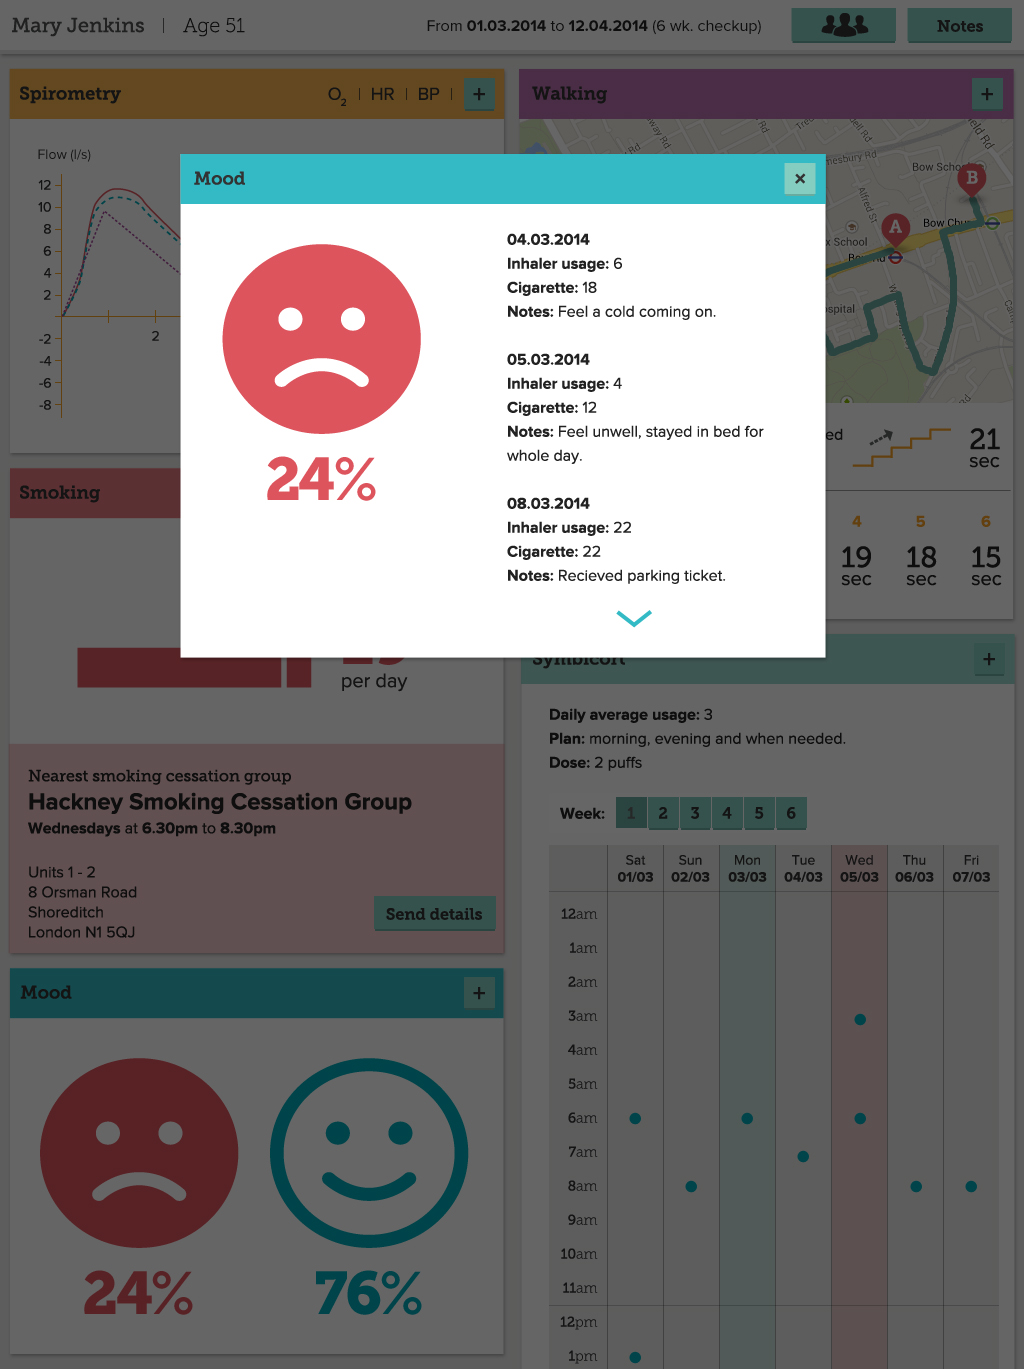 Mary Jenkins | Age 51
From 01.03.2014 to 12.04.2014 (6 wk. checkup)
Notes
Spirometry
O2 | HR | BP | +
Flow (l/s)
12
10
8
6
4
2
-2
-4
-6
-8
2
Walking
+
Bow School
B
A
Bow Chu
x School
Alfred St
mesbury Rd
spital
ed
21
sec
4
5
6
19
18
15
sec
sec
sec
Mood
×
24%
04.03.2014
Inhaler usage: 6
Cigarette: 18
Notes: Feel a cold coming on.
05.03.2014
Inhaler usage: 4
Cigarette: 12
Notes: Feel unwell, stayed in bed for
whole day.
08.03.2014
Inhaler usage: 22
Cigarette: 22
Notes: Recieved parking ticket.
Smoking
per day
Nearest smoking cessation group
Hackney Smoking Cessation Group
Wednesdays at 6.30pm to 8.30pm
Units 1 - 2
8 Orsman Road
Shoreditch
London N1 5QJ
Send details
Mood
+
24%
76%
Symbicort
+
Daily average usage: 3
Plan: morning, evening and when needed.
Dose: 2 puffs
Week: 1 2 3 4 5 6
Sat Sun Mon Tue Wed Thu Fri
01/03 02/03 03/03 04/03 05/03 06/03 07/03
12am
1am
2am
3am
4am
5am
6am
7am
8am
9am
10am
11am
12pm
1pm